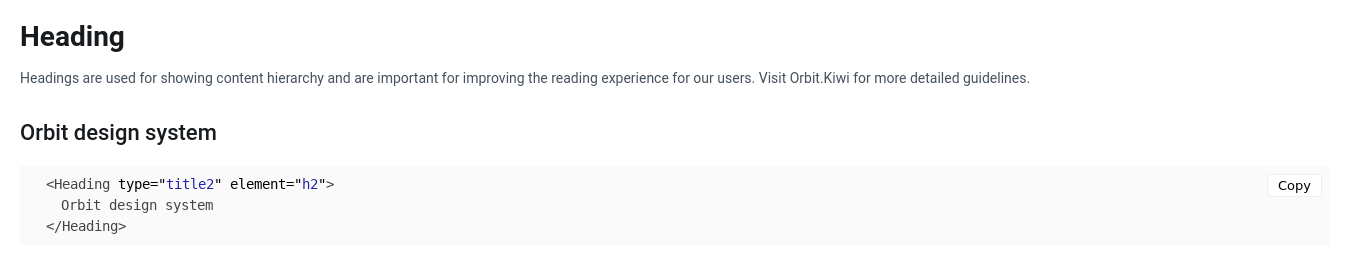 Heading
Headings are used for showing content hierarchy and are important for improving the reading experience for our users. Visit Orbit.Kiwi for more detailed guidelines.
Orbit design system
<Heading type="title2" element="h2">
Copy
Orbit design system
</Heading>